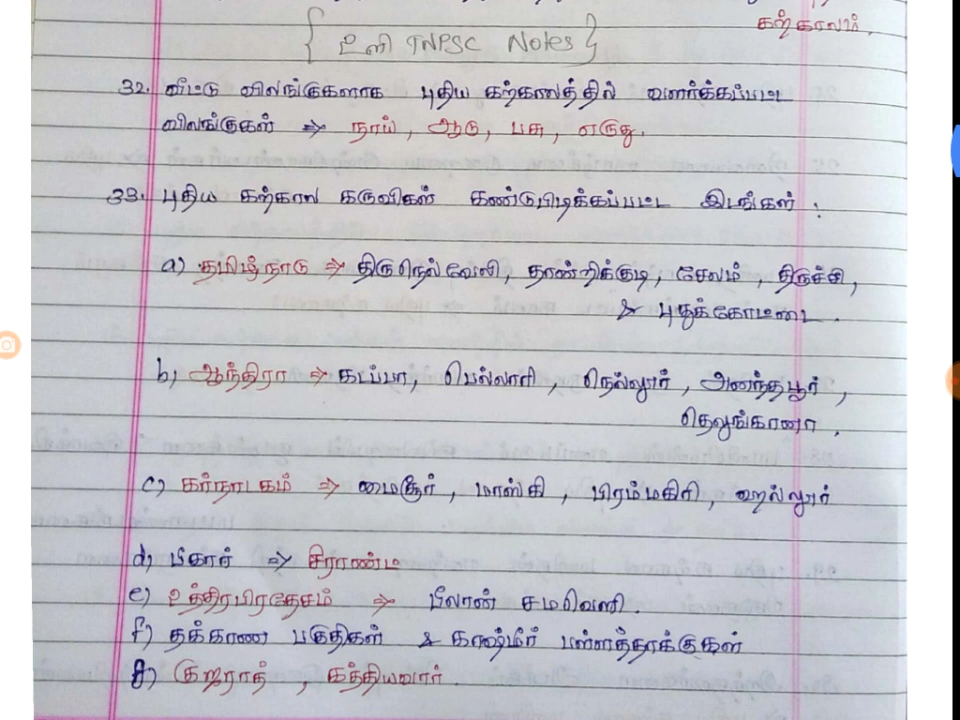 கற்காலம்.
{ உளி TNPSC Notes }
32. வீட்டு விலங்குகளாக புதிய கற்காலத்தில் வளர்க்கப்பட்ட
விலங்குகள் ⇒ நாய், ஆடு, பசு, எருது.
33. புதிய கற்கால கருவிகள் கண்டுபிடிக்கப்பட்ட இடங்கள் :
a) தமிழ்நாடு ⇒ திருநெல்வேலி, தாண்றிக்குடி, சேலம், திருச்சி,
& புதுக்கோட்டை.
b) ஆந்திரா ⇒ கடப்பா, பெல்லாரி, நெல்லூர், அனந்தபூர்,
தெலுங்கானா.
c) கர்நாடகம் ⇒ மைசூர், மாஸ்கி, பிரம்மகிரி, ஹல்லூர்
d) பீகார் ⇒ சிராண்ட
e) உத்திரபிரதேசம் ⇒ பீலான் சமவெளி.
f) தக்காண பகுதிகள் & காஷ்மீர் பள்ளத்தாக்குகள்
g) குஜராத், கத்தியவார்.